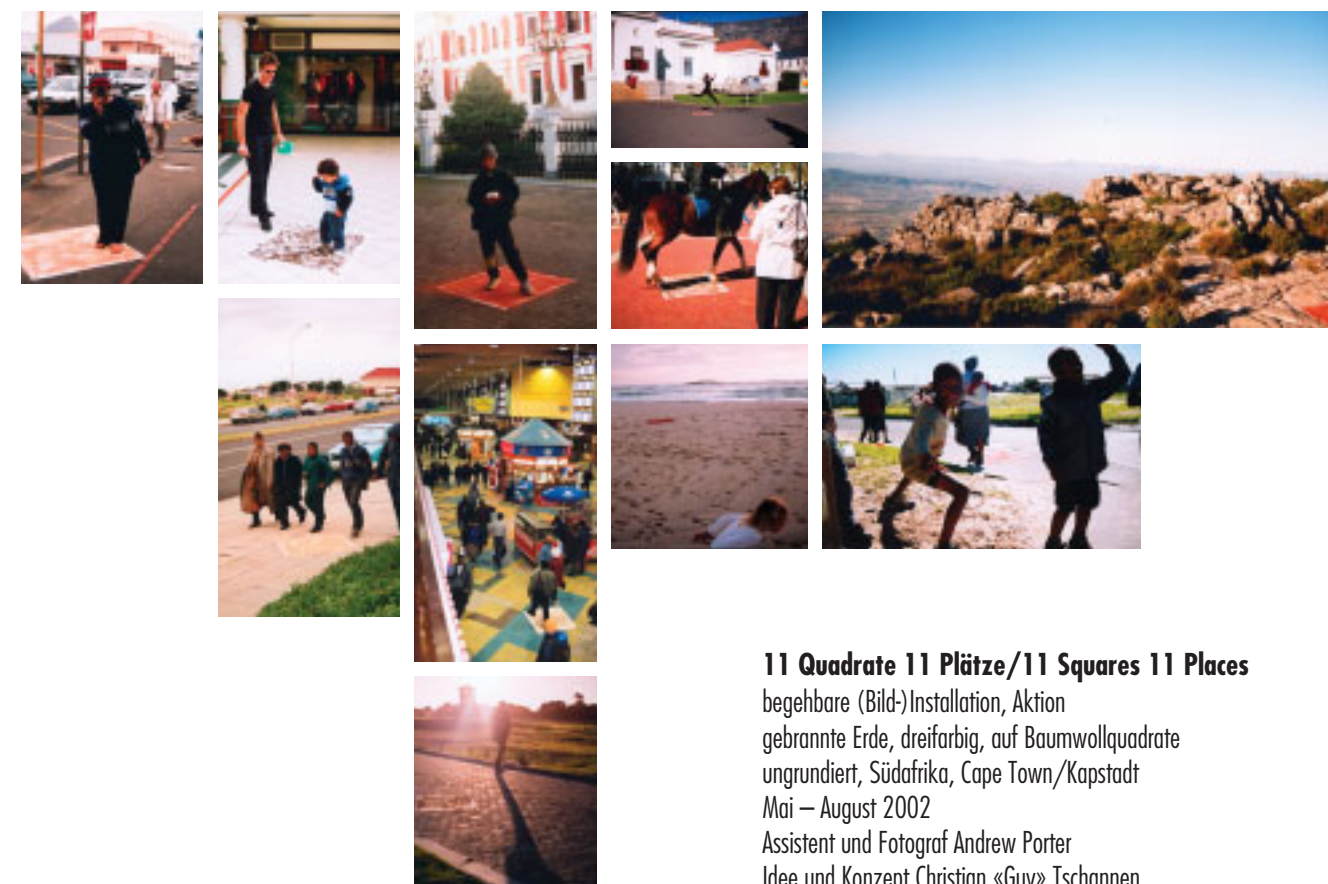 11 Quadrate 11 Plätze/11 Squares 11 Places
begehbare (Bild-)Installation, Aktion
gebrannte Erde, dreifarbig, auf Baumwollquadrate
ungrundiert, Südafrika, Cape Town/Kapstadt
Mai – August 2002
Assistent und Fotograf Andrew Porter
Idee und Konzept Christian «Guy» Tschannen